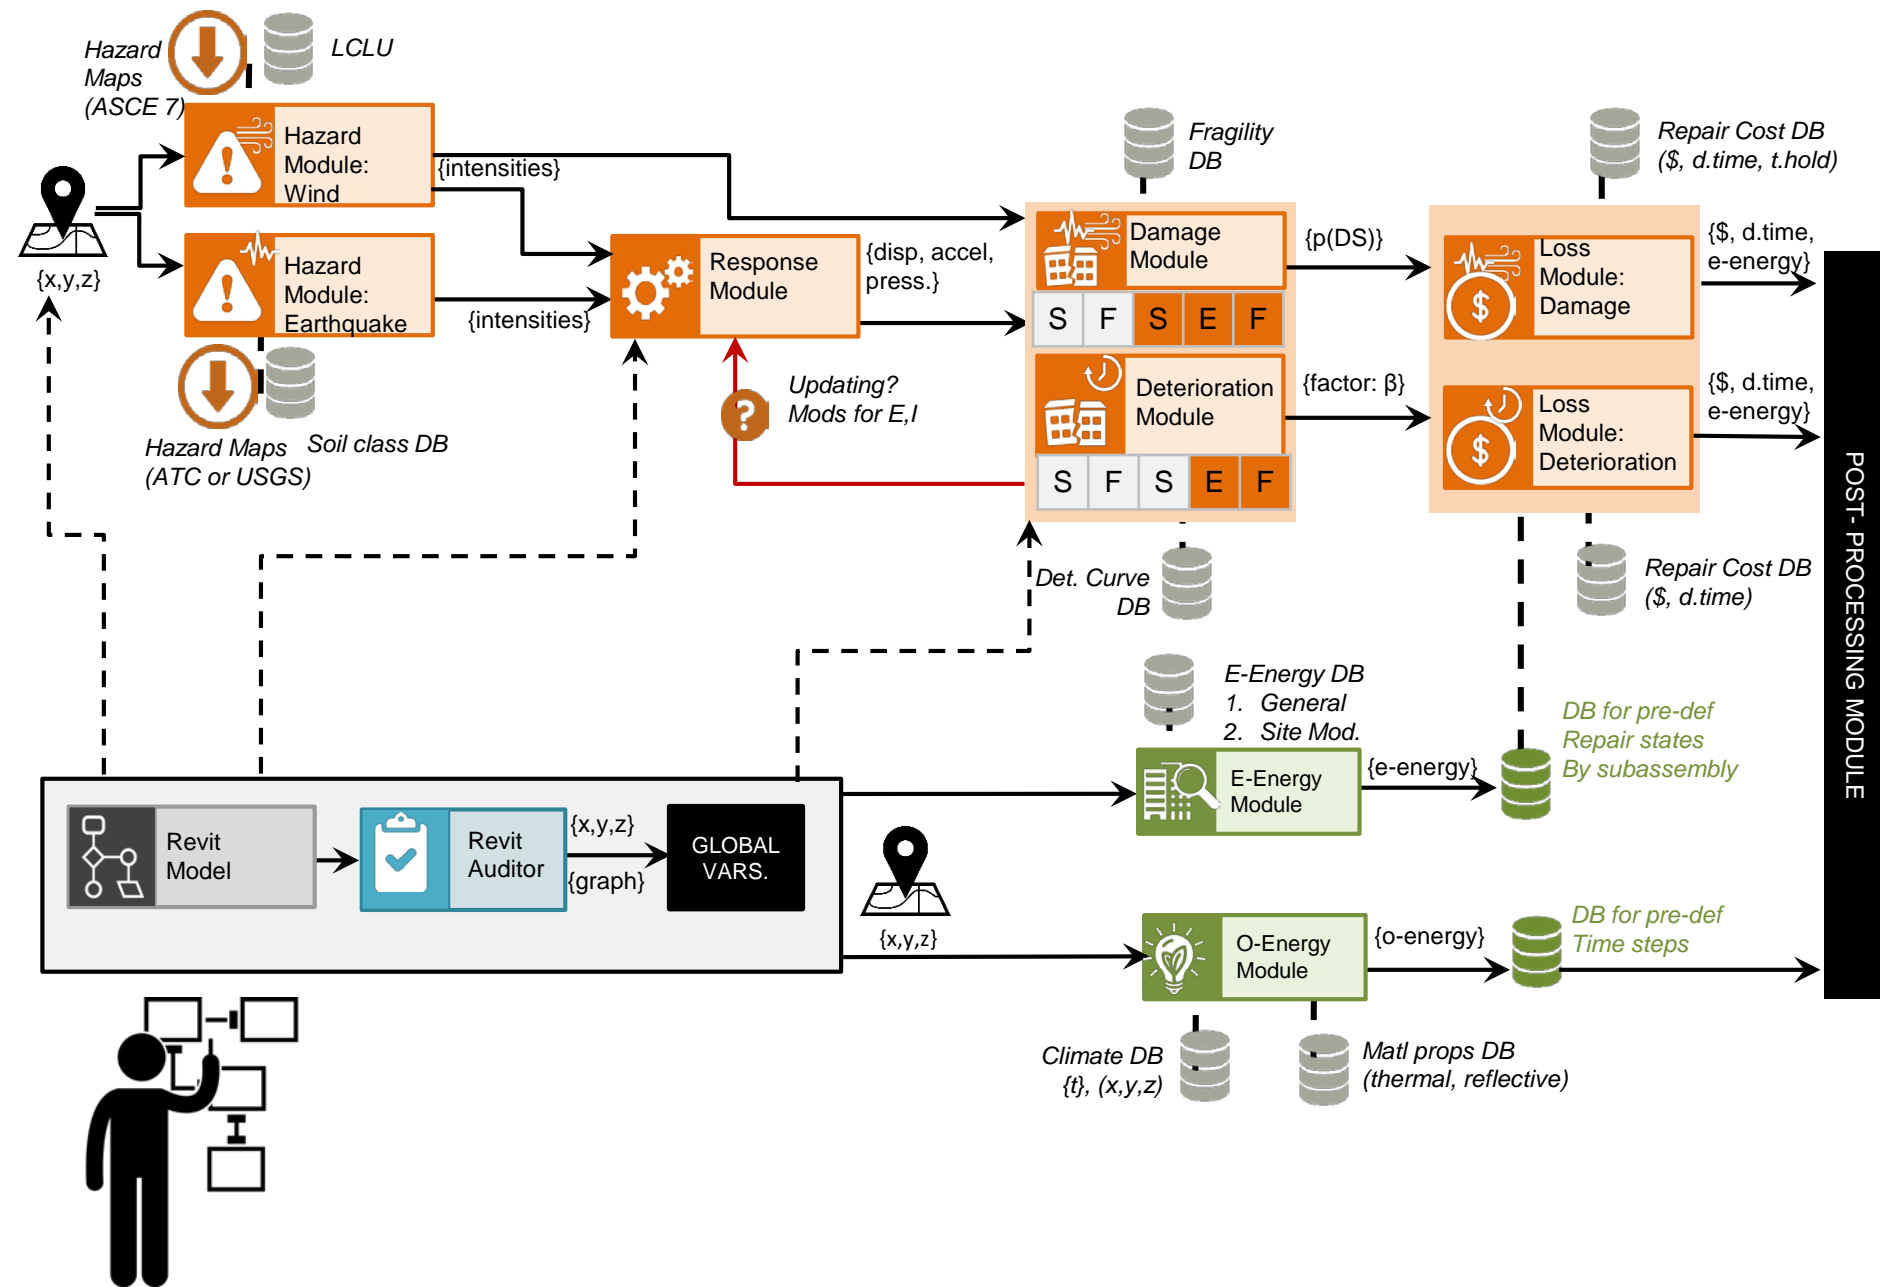 Hazard
Maps
(ASCE 7)
LCLU
Hazard
Module:
Wind
{intensities}
{x,y,z}
Hazard
Module:
Earthquake
{intensities}
Hazard Maps
(ATC or USGS)
Soil class DB
Response
Module
{disp, accel,
press.}
Updating?
Mods for E,I
?
Fragility
DB
Damage
Module
S F S E F
{p(DS)}
Deterioration
Module
S F S E F
{factor: β}
Det. Curve
DB
Repair Cost DB
($, d.time, t.hold)
$
Loss
Module:
Damage
{$, d.time,
e-energy}
$
Loss
Module:
Deterioration
{$, d.time,
e-energy}
Repair Cost DB
($, d.time)
POST- PROCESSING MODULE
E-Energy DB
1. General
2. Site Mod.
E-Energy
Module
{e-energy}
DB for pre-def
Repair states
By subassembly
Revit
Model
Revit
Auditor
{x,y,z}
{graph}
GLOBAL
VARS.
{x,y,z}
O-Energy
Module
{o-energy}
DB for pre-def
Time steps
Climate DB
{t}, (x,y,z)
Matl props DB
(thermal, reflective)